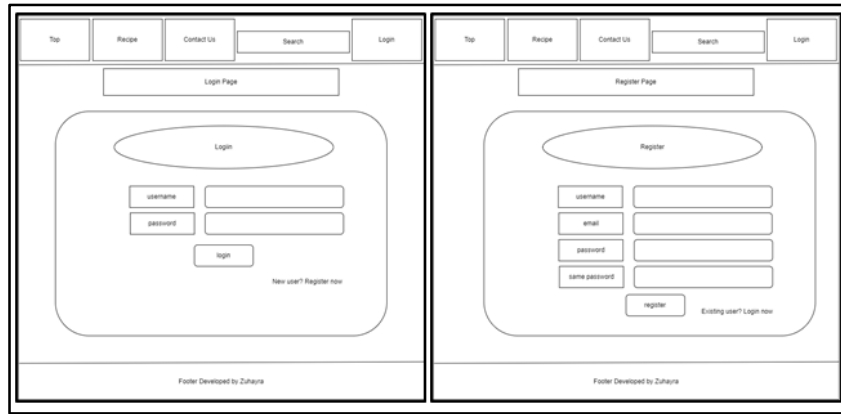 Top Recipe Contact Us Search Login
Login Page
Login
username
password
login
New user? Register now
Footer Developed by Zuhayra
Top Recipe Contact Us Search Login
Register Page
Register
username
email
password
same password
register
Existing user? Login now
Footer Developed by Zuhayra